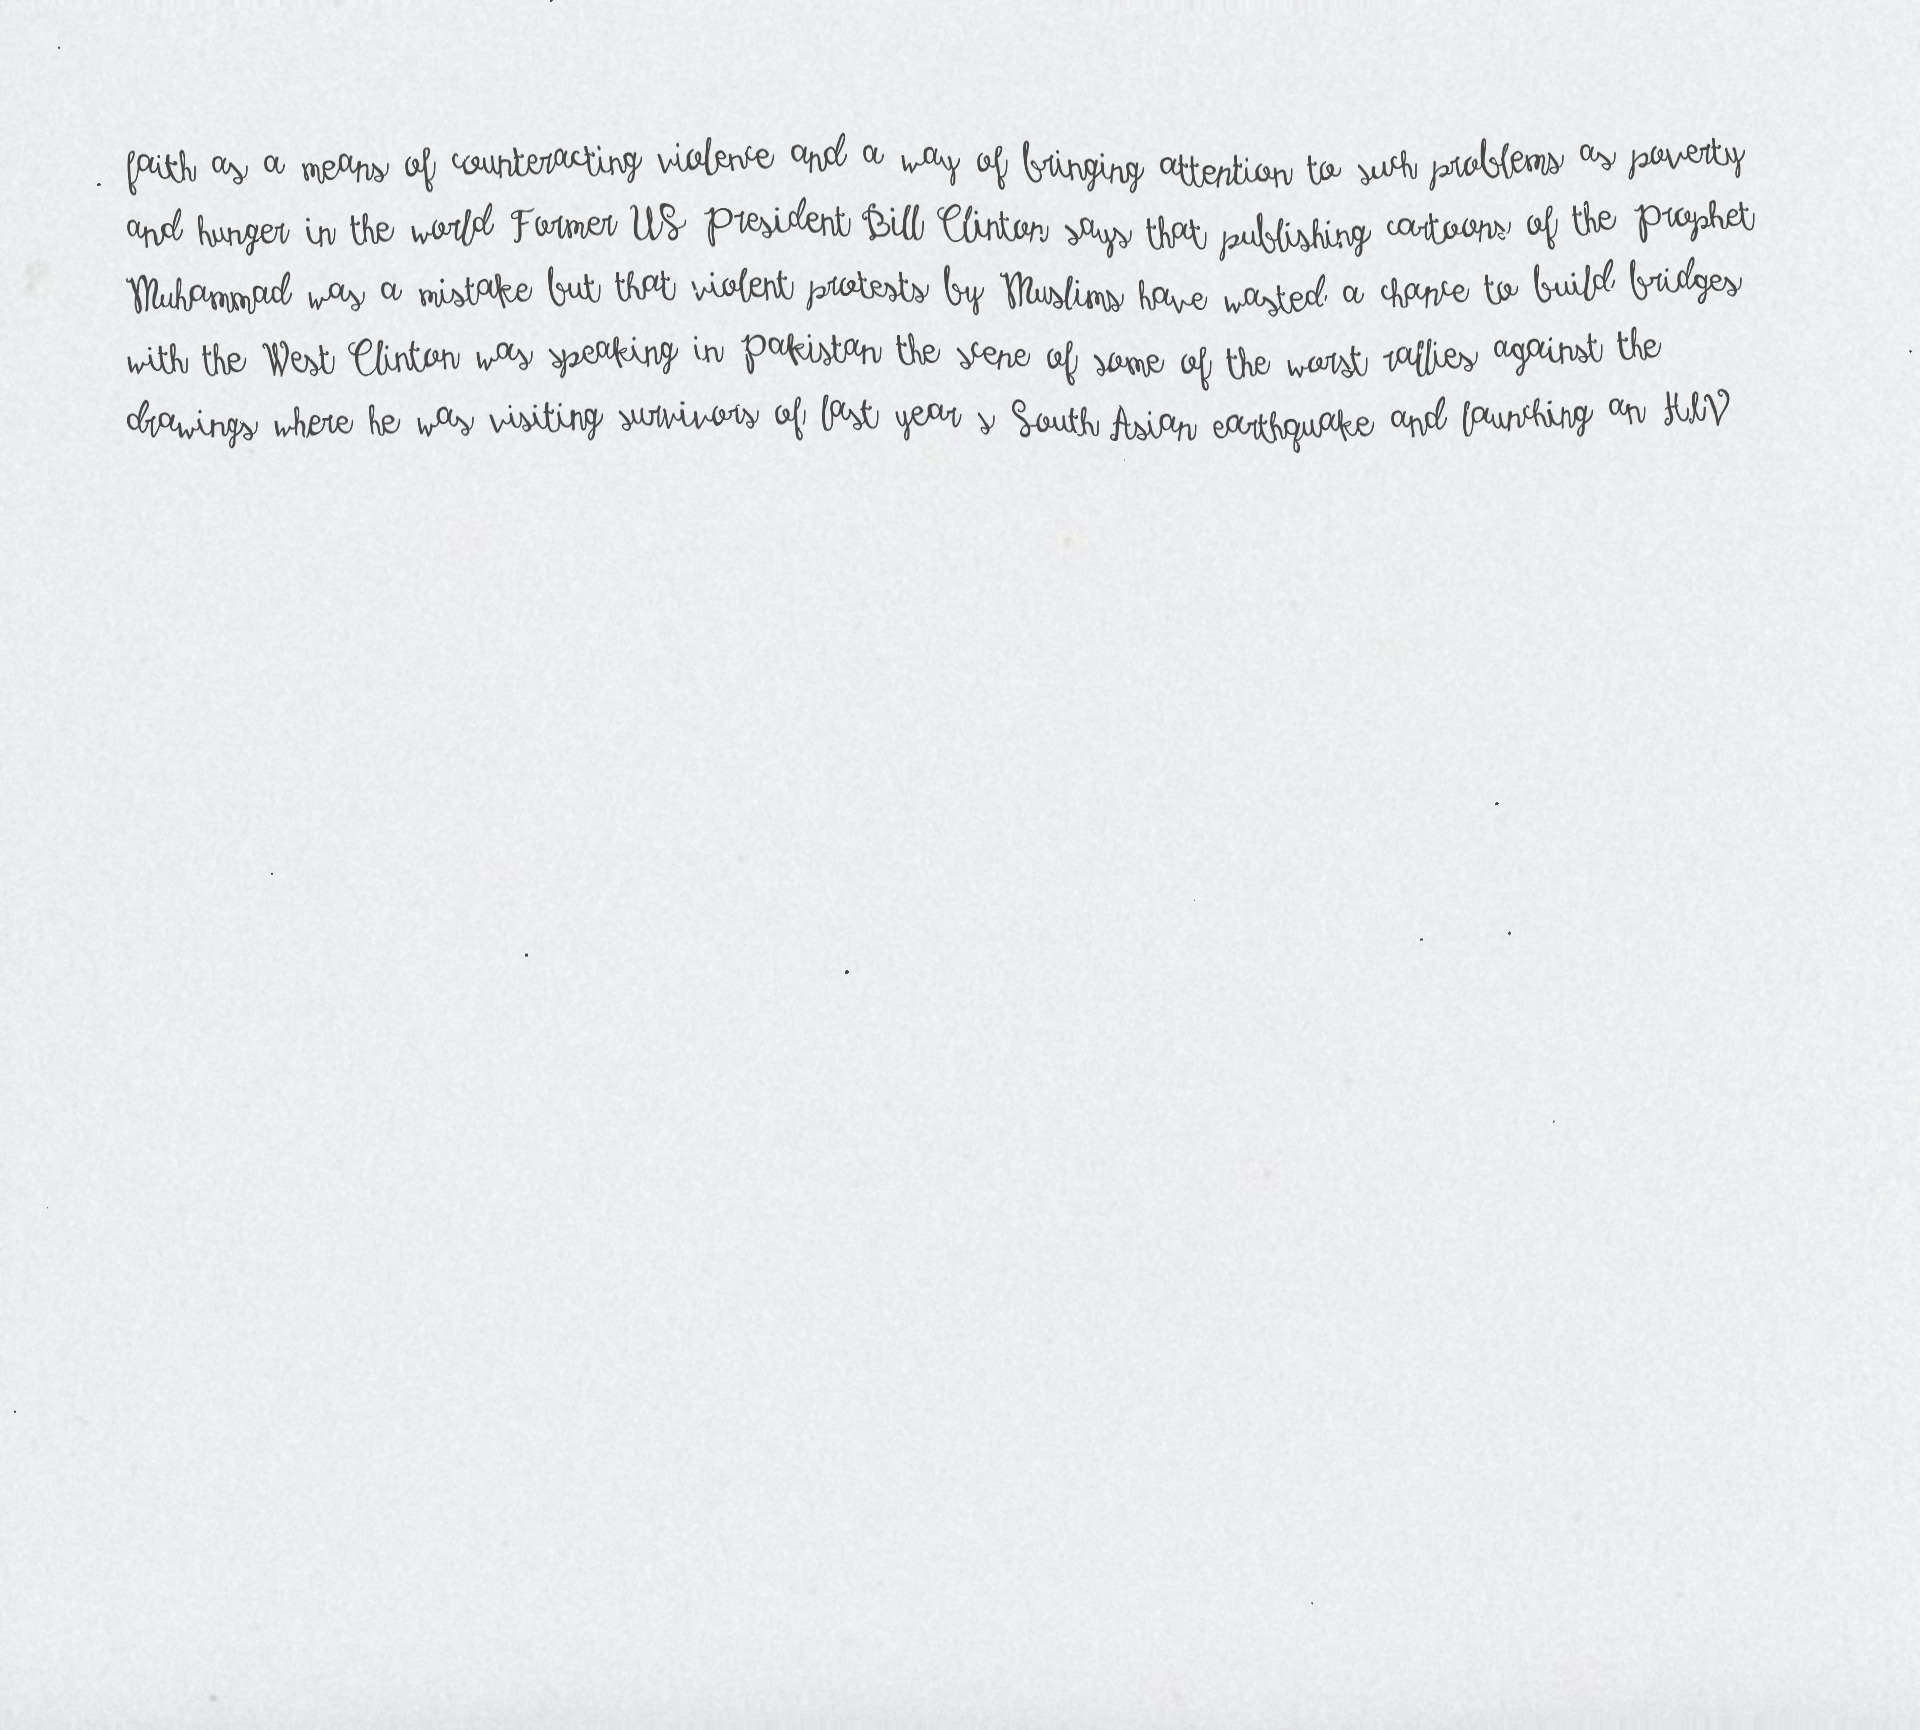 faith as a means of counteracting violence and a way of bringing attention to such problems as poverty
and hunger in the world Former US President Bill Clinton says that publishing cartoons of the Prophet
Muhammad was a mistake but that violent protests by Muslims have wasted a chance to build bridges
with the West Clinton was speaking in Pakistan the scene of some of the worst rallies against the
drawings where he was visiting survivors of last year s South Asian earthquake and launching an HIV